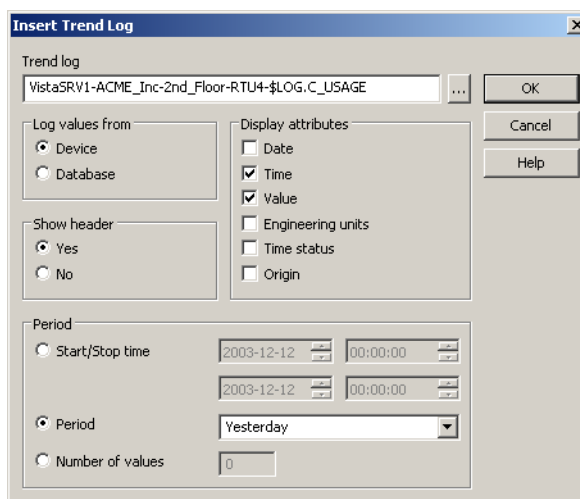 Insert Trend Log
Trend log
VistaSRV1-ACME_Inc-2nd_Floor-RTU4-$LOG.C_USAGE
...
OK
Cancel
Help
Log values from
Device
Database
Display attributes
Date
Time
Value
Engineering units
Time status
Origin
Show header
Yes
No
Period
Start/Stop time
2003-12-12 00:00:00
2003-12-12 00:00:00
Period Yesterday
Number of values 0